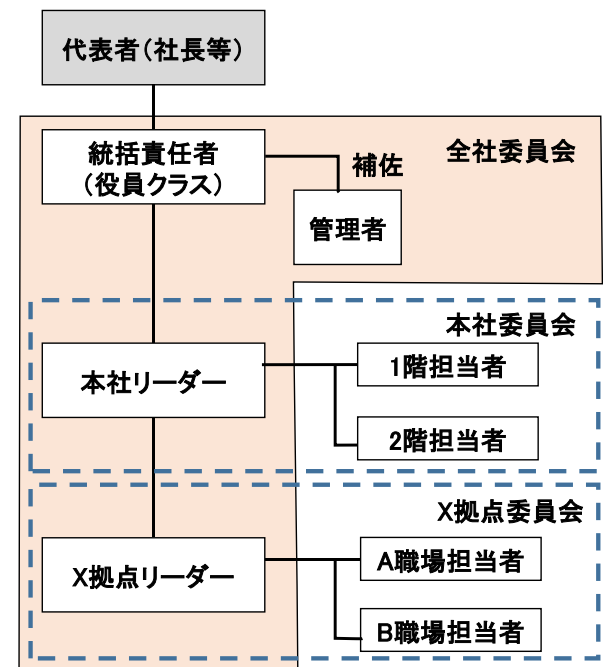 代表者（社長等）
全社委員会
統括責任者
（役員クラス）
補佐
管理者
本社委員会
本社リーダー
1階担当者
2階担当者
X拠点委員会
X拠点リーダー
A職場担当者
B職場担当者